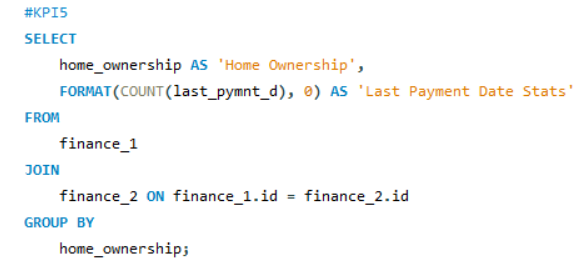 #KPI5
SELECT
home_ownership AS 'Home Ownership',
FORMAT(COUNT(last_pymnt_d), 0) AS 'Last Payment Date Stats'
FROM
finance_1
JOIN
finance_2 ON finance_1.id = finance_2.id
GROUP BY
home_ownership;